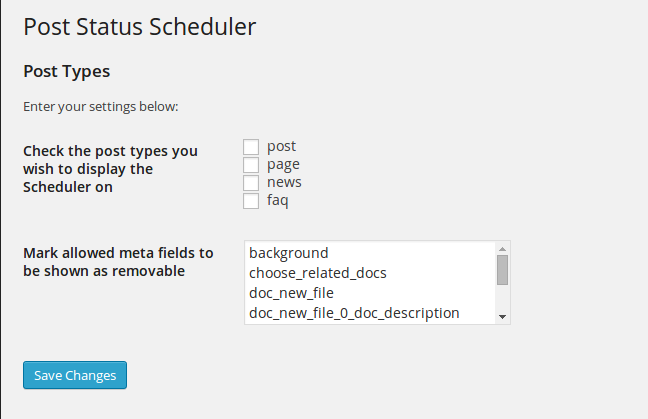 Post Status Scheduler
Post Types
Enter your settings below:
Check the post types you
wish to display the
Scheduler on
post
page
news
faq
Mark allowed meta fields to
be shown as removable
background
choose_related_docs
doc_new_file
doc_new_file_0_doc_description
Save Changes